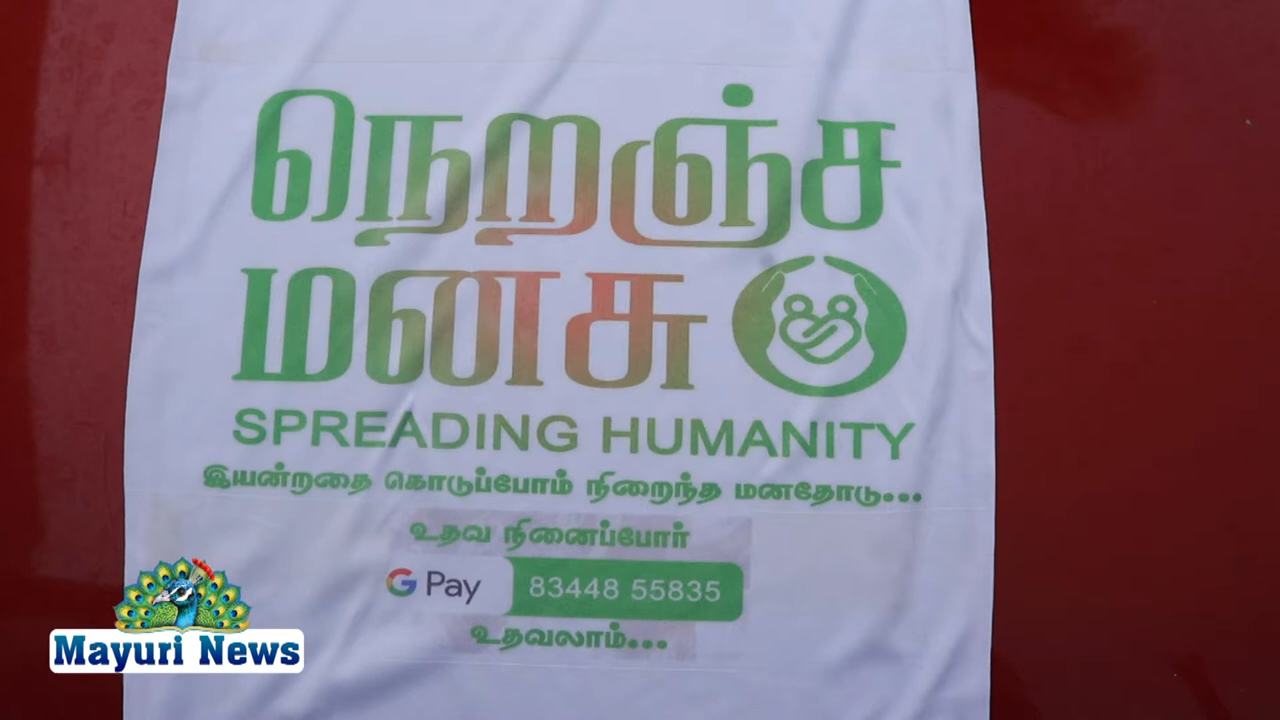 நெறஞ்ச
மனசு
SPREADING HUMANITY
இயன்றதை கொடுப்போம் நிறைந்த மனதோடு...
உதவ நினைப்போர்
G Pay 83448 55835
உதவலாம்...
Mayuri News